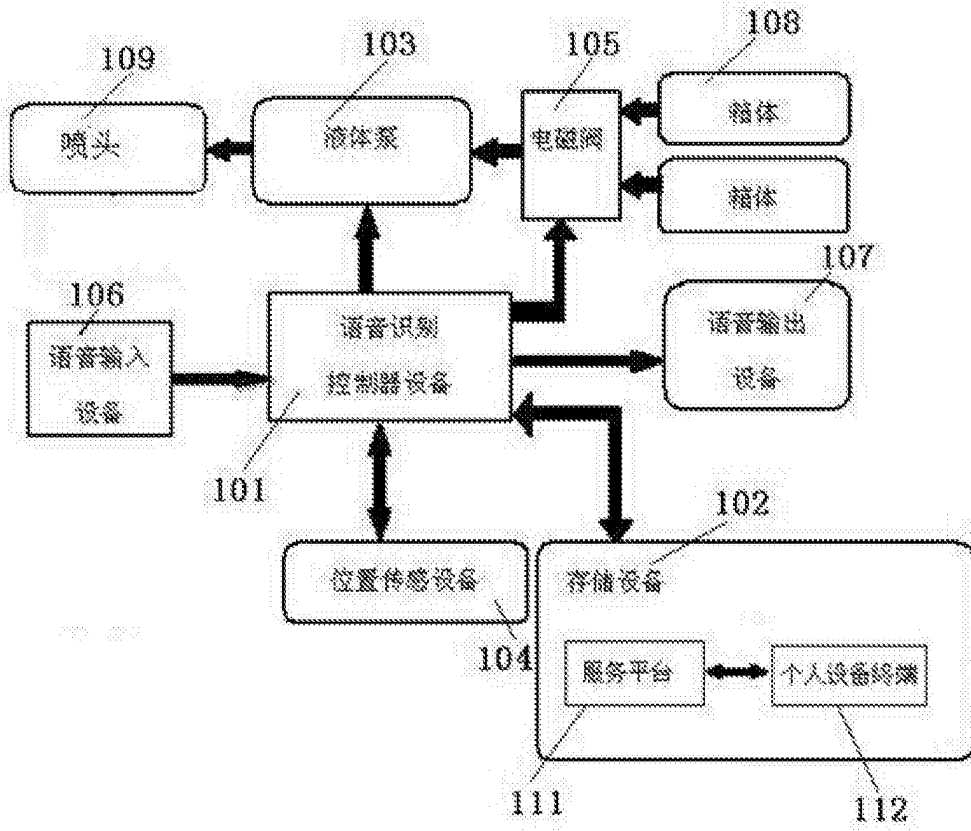 109
103
105
108
喷头
液体泵
电磁阀
箱体
箱体
106
107
语音输入
设备
语音识别
控制器设备
语音输出
设备
101
102
位置传感设备
存储设备
104
服务平台
个人设备终端
111
112